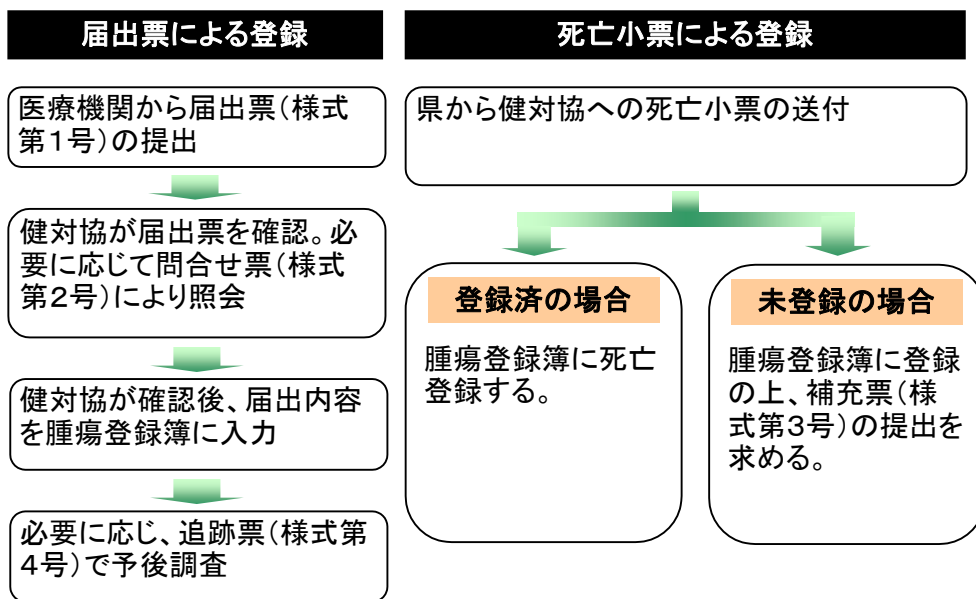 届出票による登録
医療機関から届出票(様式
第1号)の提出
健対協が届出票を確認。必
要に応じて問合せ票(様式
第2号)により照会
健対協が確認後、届出内容
を腫瘍登録簿に入力
必要に応じ、追跡票(様式第
4号)で予後調査
死亡小票による登録
県から健対協への死亡小票の送付
登録済の場合
腫瘍登録簿に死亡
登録する。
未登録の場合
腫瘍登録簿に登録
の上、補充票(様
式第3号)の提出を
求める。